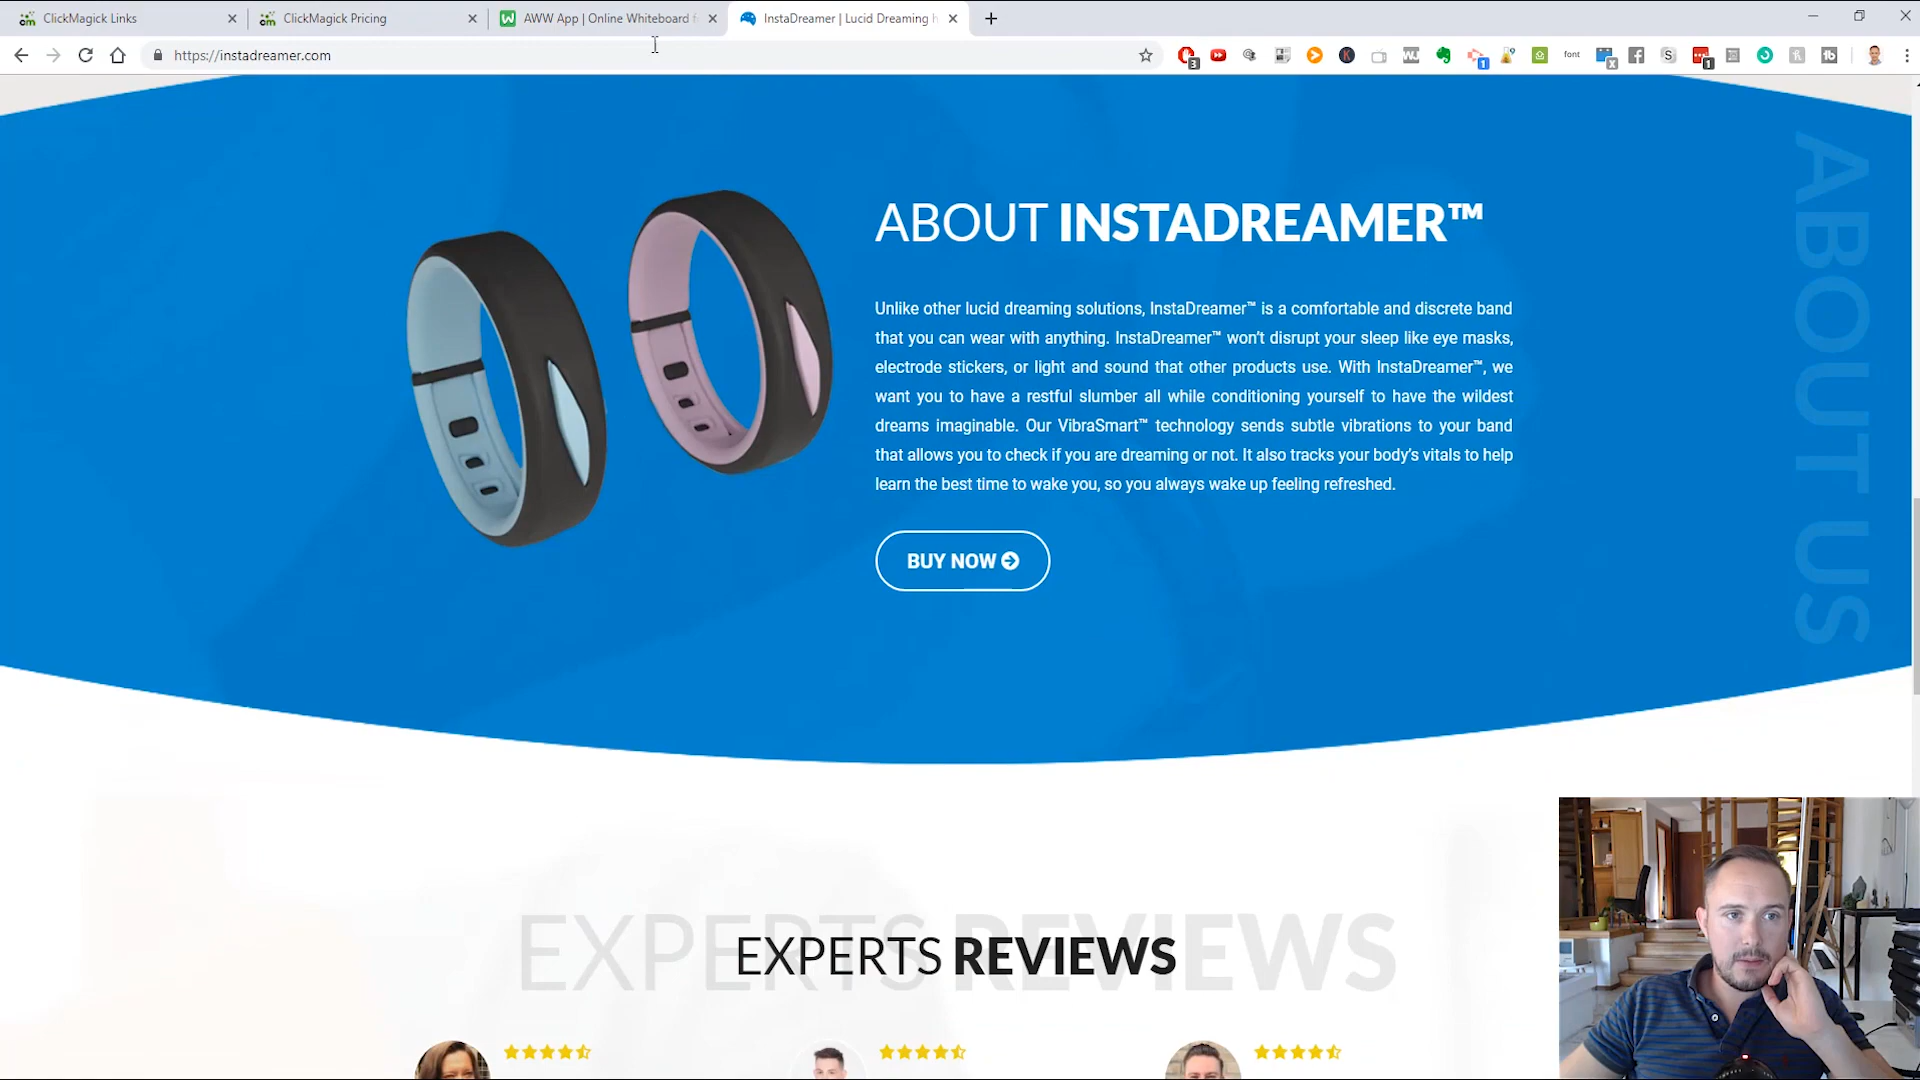 ClickMagick Links
ClickMagick Pricing
AWW App | Online Whiteboard f
InstaDreamer | Lucid Dreaming h
https://instadreamer.com
ABOUT US
ABOUT INSTADREAMER™
Unlike other lucid dreaming solutions, InstaDreamer™ is a comfortable and discrete band
that you can wear with anything. InstaDreamer™ won't disrupt your sleep like eye masks,
electrode stickers, or light and sound that other products use. With InstaDreamer™, we
want you to have a restful slumber all while conditioning yourself to have the wildest
dreams imaginable. Our VibraSmart™ technology sends subtle vibrations to your band
that allows you to check if you are dreaming or not. It also tracks your body's vitals to help
learn the best time to wake you, so you always wake up feeling refreshed.
BUY NOW
EXPERTS REVIEWS
EXPERTS REVIEWS